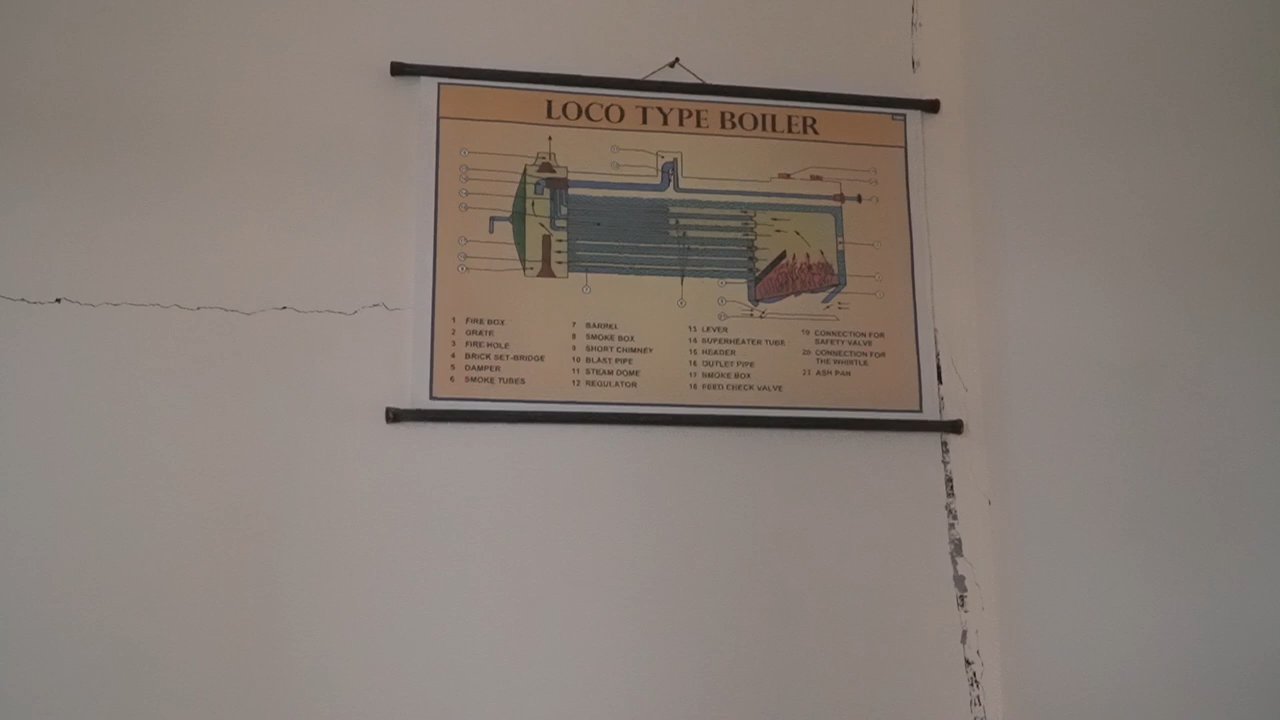 LOCO TYPE BOILER
1 FIRE BOX
2 GRATE
3 FIRE HOLE
4 BRICK SET-BRIDGE
5 DAMPER
6 SMOKE TUBES
7 BARREL
8 SMOKE BOX
9 SHORT CHIMNEY
10 BLAST PIPE
11 STEAM DOME
12 REGULATOR
13 LEVER
14 SUPERHEATER TUBE
15 HEADER
16 OUTLET PIPE
17 SMOKE BOX
18 FEED CHECK VALVE
19 CONNECTION FOR
SAFETY VALVE
20 CONNECTION FOR
THE WHISTLE
21 ASH PAN